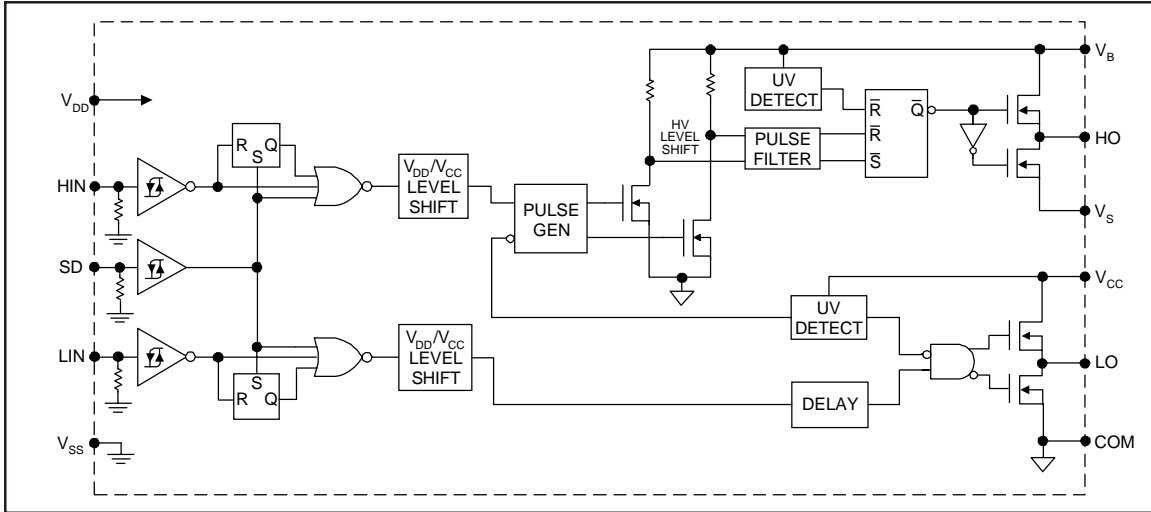 V_B
UV
DETECT
V_DD
HV
LEVEL
SHIFT
R̅ Q̅
R̅
S̅
PULSE
FILTER
HO
R Q
S
V_DD/V_CC
LEVEL
SHIFT
HIN
PULSE
GEN
V_S
SD
V_CC
UV
DETECT
LIN
V_DD/V_CC
LEVEL
SHIFT
LO
S
R Q
DELAY
V_SS
COM